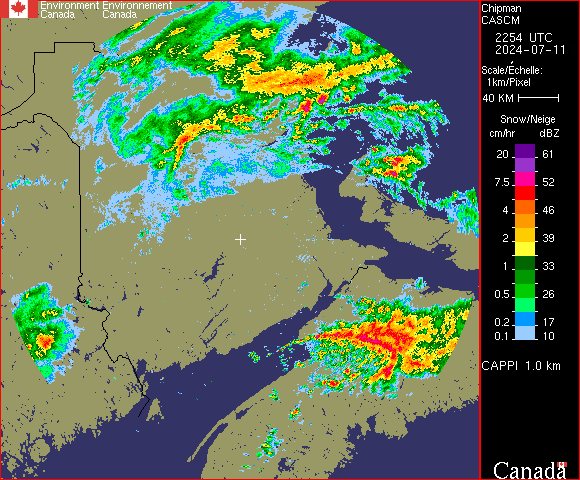 Environment Environnement
Canada Canada
Chipman
CASCM
2254 UTC
2024-07-11
Scale/Échelle:
1km/Pixel
40 KM
Snow/Neige
cm/hr dBZ
20 61
7.5 52
4 46
2 39
1 33
0.5 26
0.2 17
0.1 10
CAPPI 1.0 km
Canada